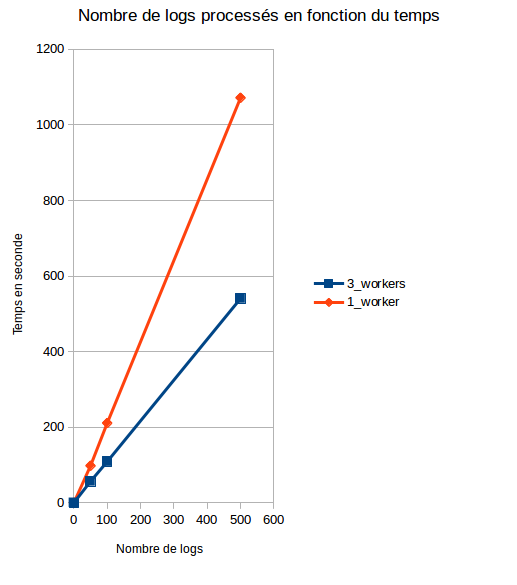 Nombre de logs processés en fonction du temps
1200
1000
800
600
400
200
0
Temps en seconde
0 100 200 300 400 500 600
Nombre de logs
3_workers
1_worker